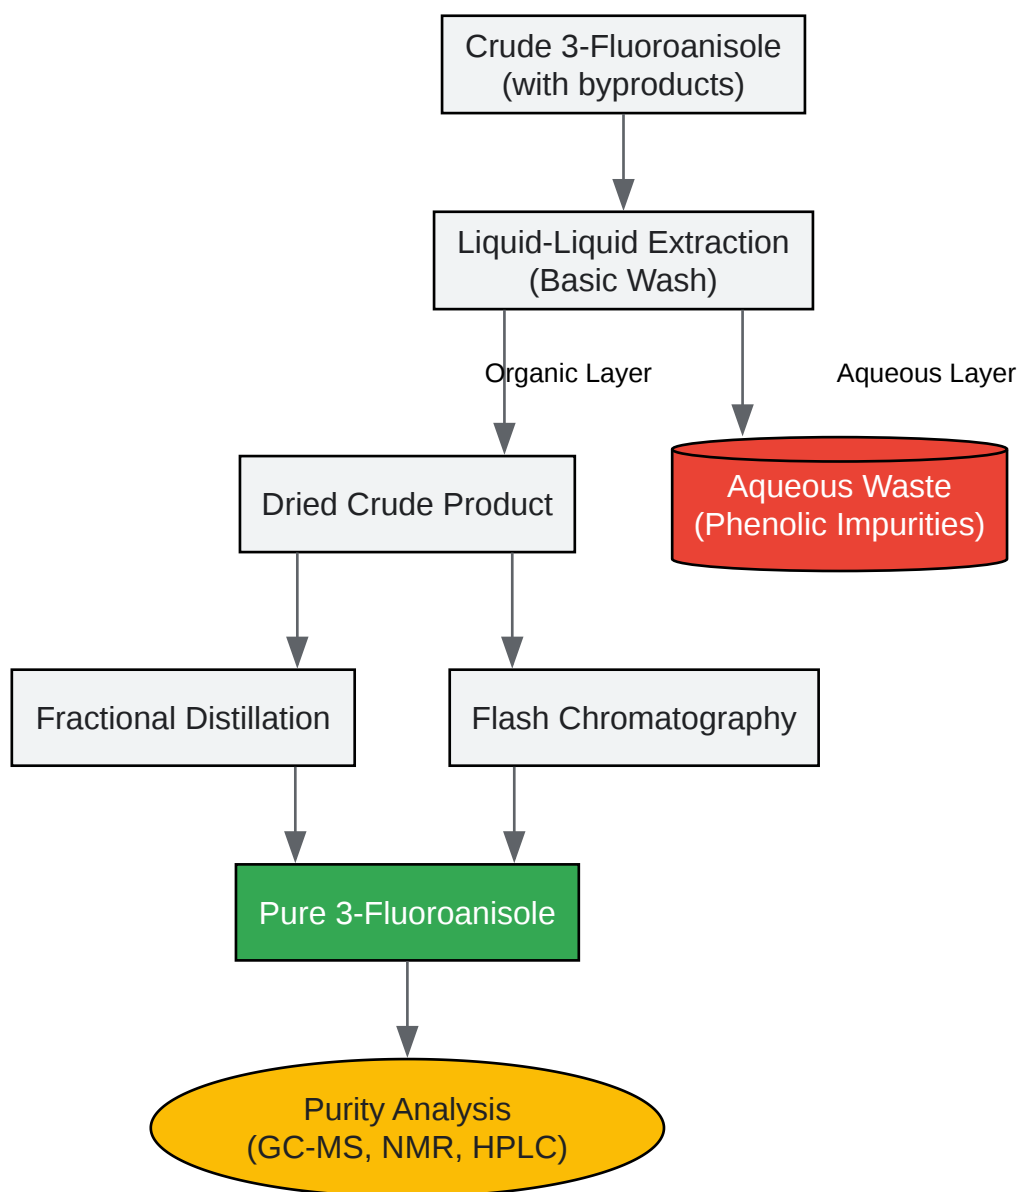 Crude 3-Fluoroanisole
(with byproducts)
Liquid-Liquid Extraction
(Basic Wash)
Organic Layer
Aqueous Layer
Dried Crude Product
Aqueous Waste
(Phenolic Impurities)
Fractional Distillation
Flash Chromatography
Pure 3-Fluoroanisole
Purity Analysis
(GC-MS, NMR, HPLC)